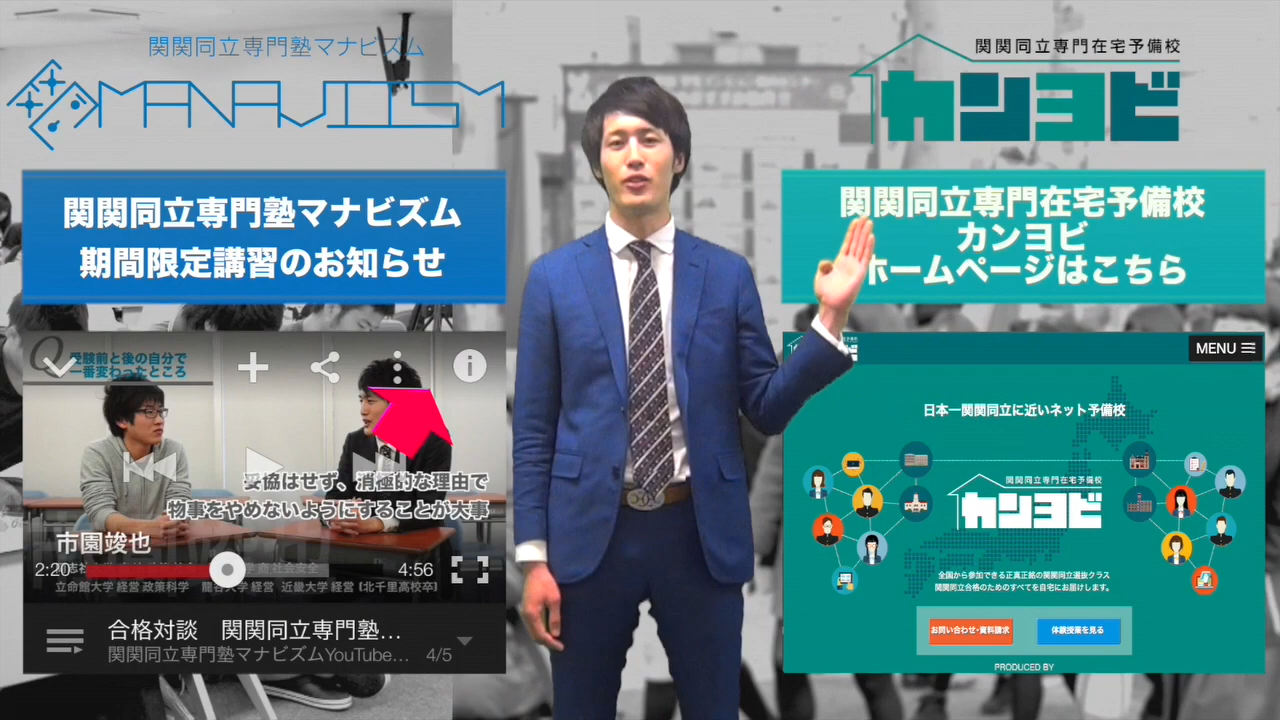 関関同立専門塾マナビズム
MANAVIISM
関関同立専門塾マナビズム
期間限定講習のお知らせ
Q
受験前と後の自分で
一番変わったところ
妥協はせず、消極的な理由で
物事をやめないようにすることが大事
市園竣也
2:20
4:56
立命館大学 経営 政策科学 龍谷大学 経営 近畿大学 経営 【北千里高校卒】
合格対談 関関同立専門塾…
関関同立専門塾マナビズムYouTube…
4/5
関関同立専門在宅予備校
カンヨビ
関関同立専門在宅予備校
カンヨビ
ホームページはこちら
MENU
日本一関関同立に近いネット予備校
関関同立専門在宅予備校
カンヨビ
全国から参加できる正真正銘の関関同立選抜クラス
関関同立合格のためのすべてを自宅にお届けします。
お問い合わせ・資料請求
体験授業を見る
PRODUCED BY